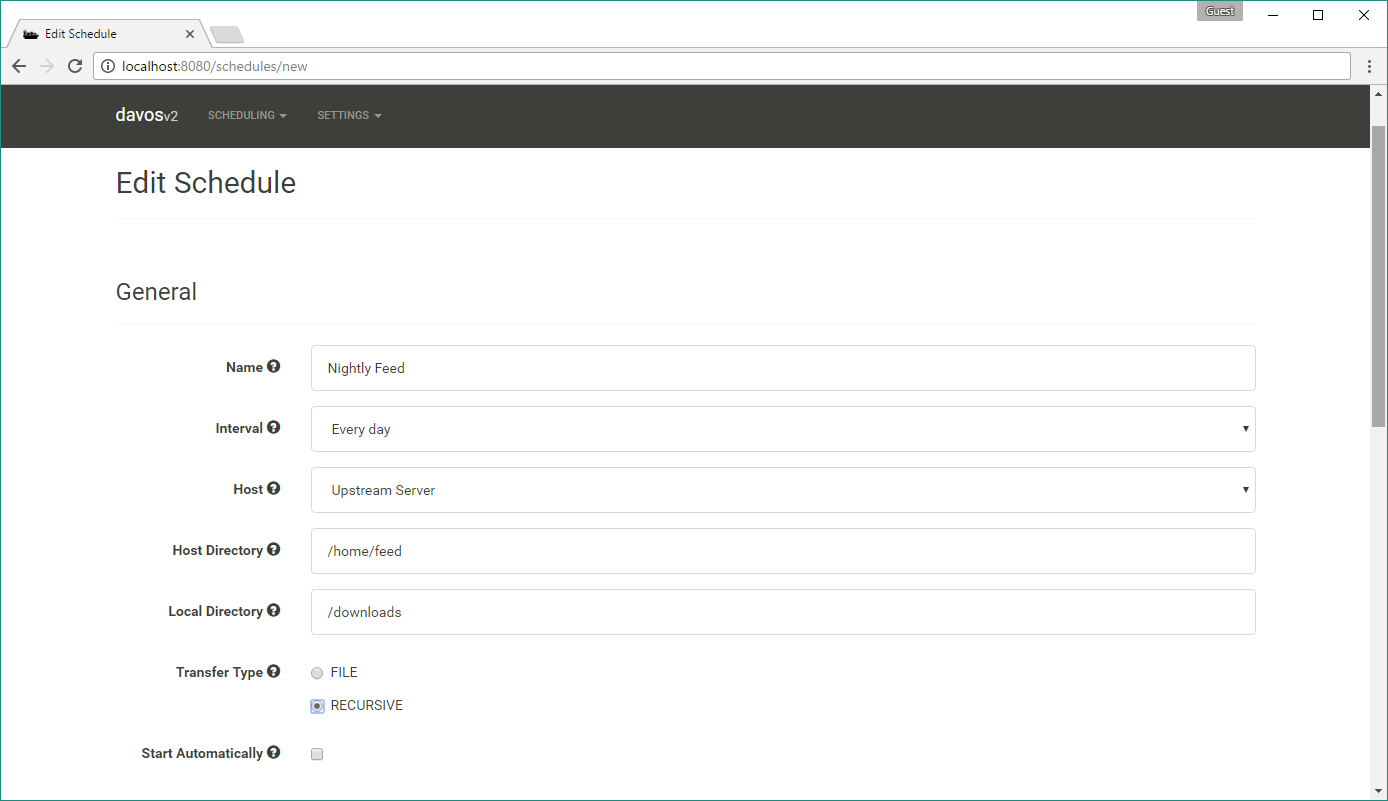 Guest
Edit Schedule
localhost:8080/schedules/new
davosv2 SCHEDULING SETTINGS
Edit Schedule
General
Name Nightly Feed
Interval Every day
Host Upstream Server
Host Directory /home/feed
Local Directory /downloads
Transfer Type FILE
RECURSIVE
Start Automatically